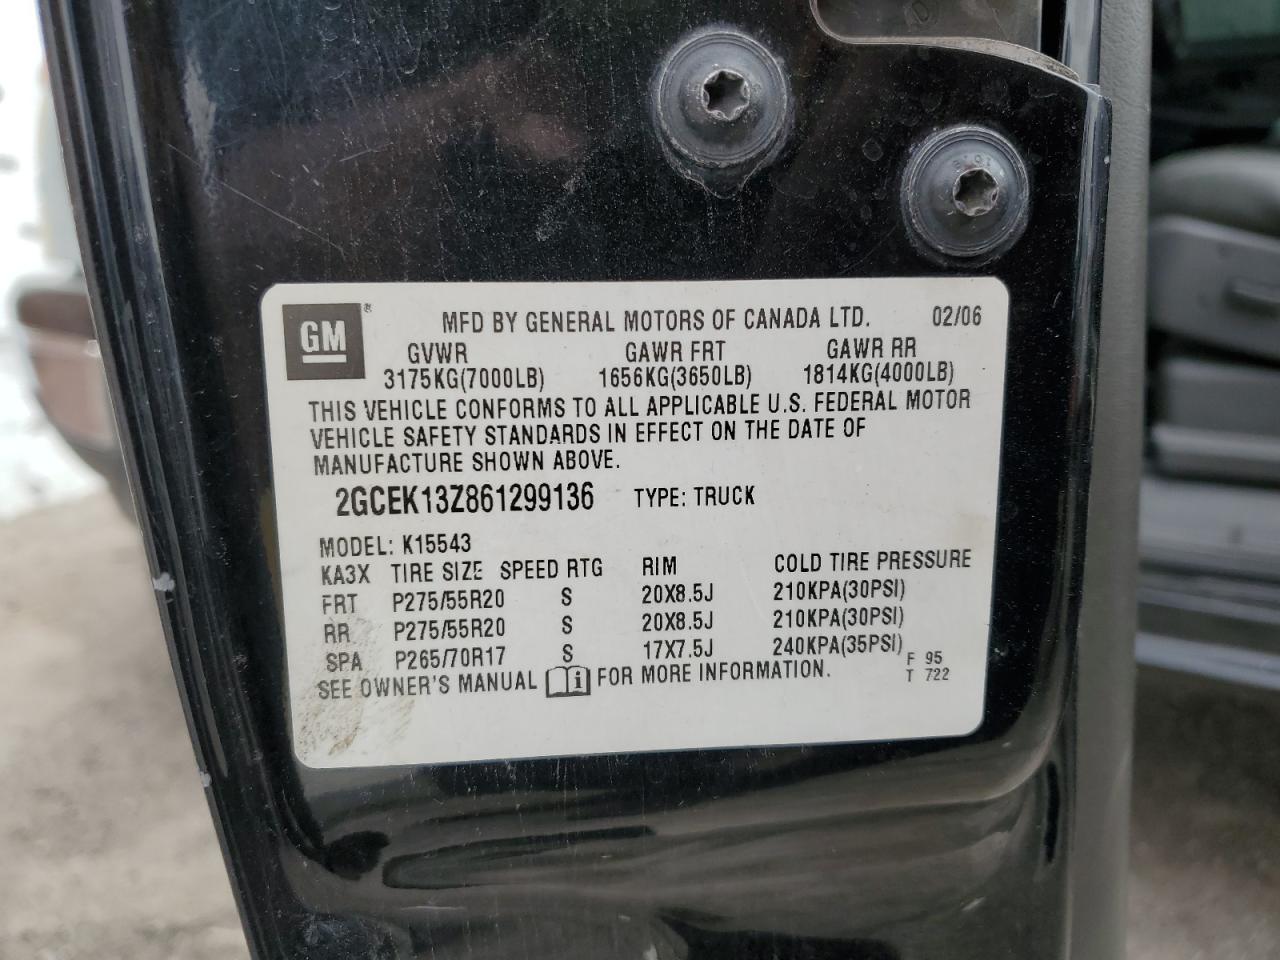 GM ® MFD BY GENERAL MOTORS OF CANADA LTD. 02/06
GVWR GAWR FRT GAWR RR
3175KG(7000LB) 1656KG(3650LB) 1814KG(4000LB)
THIS VEHICLE CONFORMS TO ALL APPLICABLE U.S. FEDERAL MOTOR
VEHICLE SAFETY STANDARDS IN EFFECT ON THE DATE OF
MANUFACTURE SHOWN ABOVE.
2GCEK13Z861299136 TYPE: TRUCK
MODEL: K15543
KA3X TIRE SIZE SPEED RTG RIM COLD TIRE PRESSURE
FRT P275/55R20 S 20X8.5J 210KPA(30PSI)
RR P275/55R20 S 20X8.5J 210KPA(30PSI)
SPA P265/70R17 S 17X7.5J 240KPA(35PSI)
F 95
SEE OWNER'S MANUAL i FOR MORE INFORMATION.
T 722